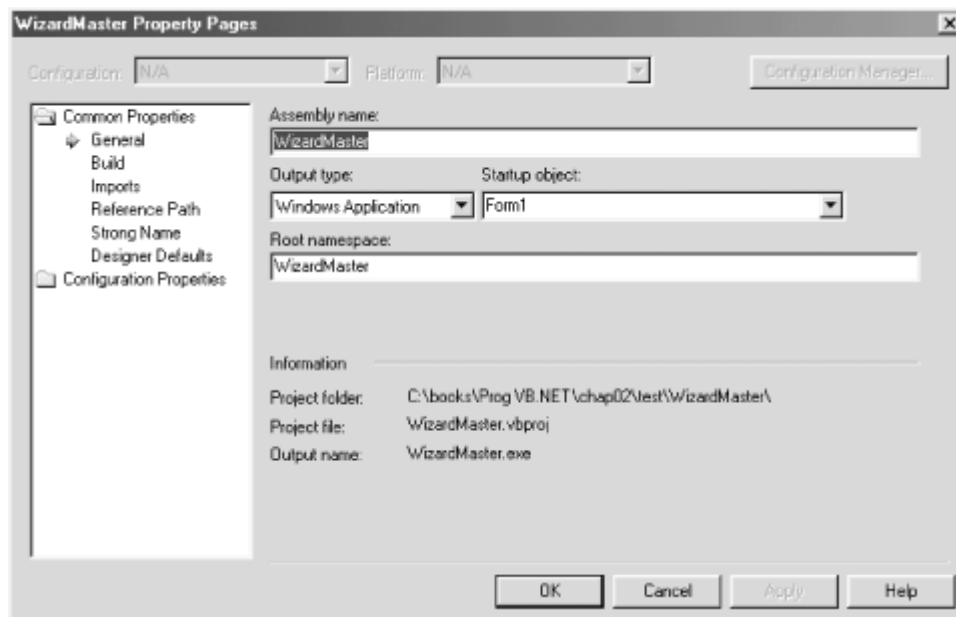 WizardMaster Property Pages
Configuration: N/A Platform: N/A Configuration Manager...
Common Properties
General
Build
Imports
Reference Path
Strong Name
Designer Defaults
Configuration Properties
Assembly name:
WizardMaster
Output type: Startup object:
Windows Application Form1
Root namespace:
WizardMaster
Information
Project folder: C:\books\Prog VB.NET\chap02\test\WizardMaster\
Project file: WizardMaster.vbproj
Output name: WizardMaster.exe
OK Cancel Apply Help